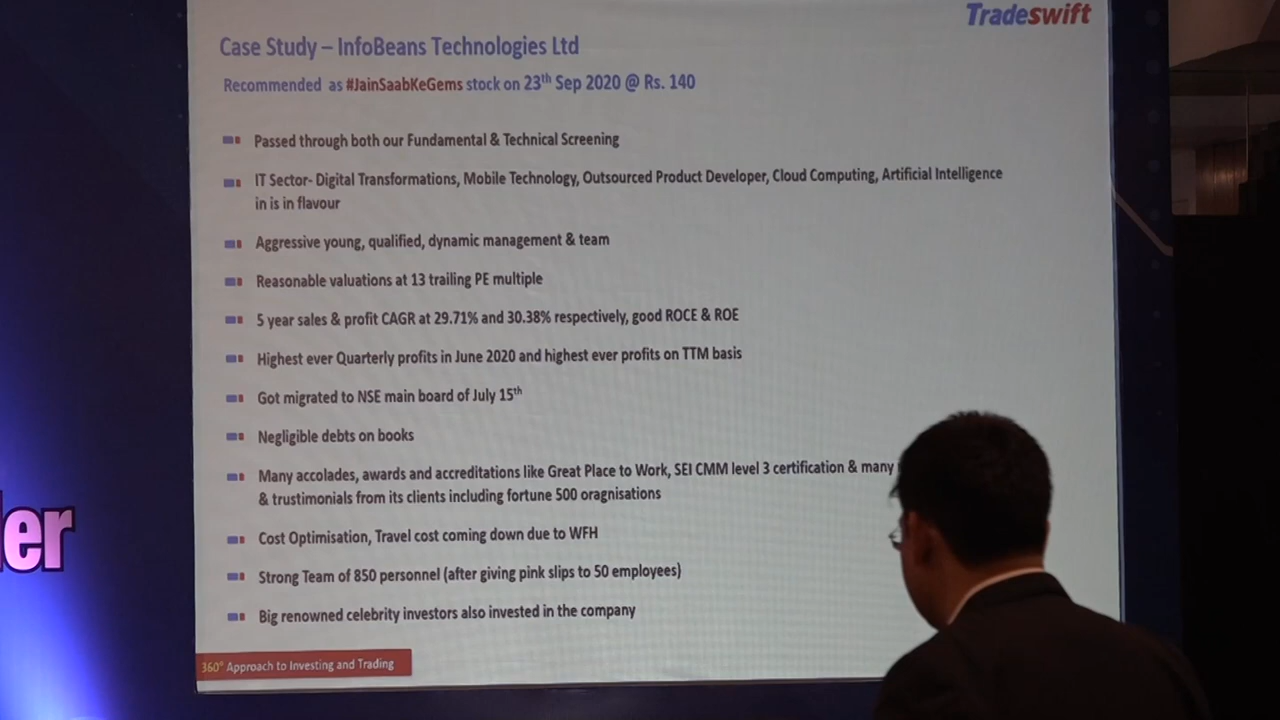 Tradeswift
Case Study – InfoBeans Technologies Ltd
Recommended as #JainSaabKeGems stock on 23th Sep 2020 @ Rs. 140
Passed through both our Fundamental & Technical Screening
IT Sector- Digital Transformations, Mobile Technology, Outsourced Product Developer, Cloud Computing, Artificial Intelligence
in is in flavour
Aggressive young, qualified, dynamic management & team
Reasonable valuations at 13 trailing PE multiple
5 year sales & profit CAGR at 29.71% and 30.38% respectively, good ROCE & ROE
Highest ever Quarterly profits in June 2020 and highest ever profits on TTM basis
Got migrated to NSE main board of July 15th
Negligible debts on books
Many accolades, awards and accreditations like Great Place to Work, SEI CMM level 3 certification & many
& trustimonials from its clients including fortune 500 oragnisations
er
Cost Optimisation, Travel cost coming down due to WFH
Strong Team of 850 personnel (after giving pink slips to 50 employees)
Big renowned celebrity investors also invested in the company
360° Approach to Investing and Trading